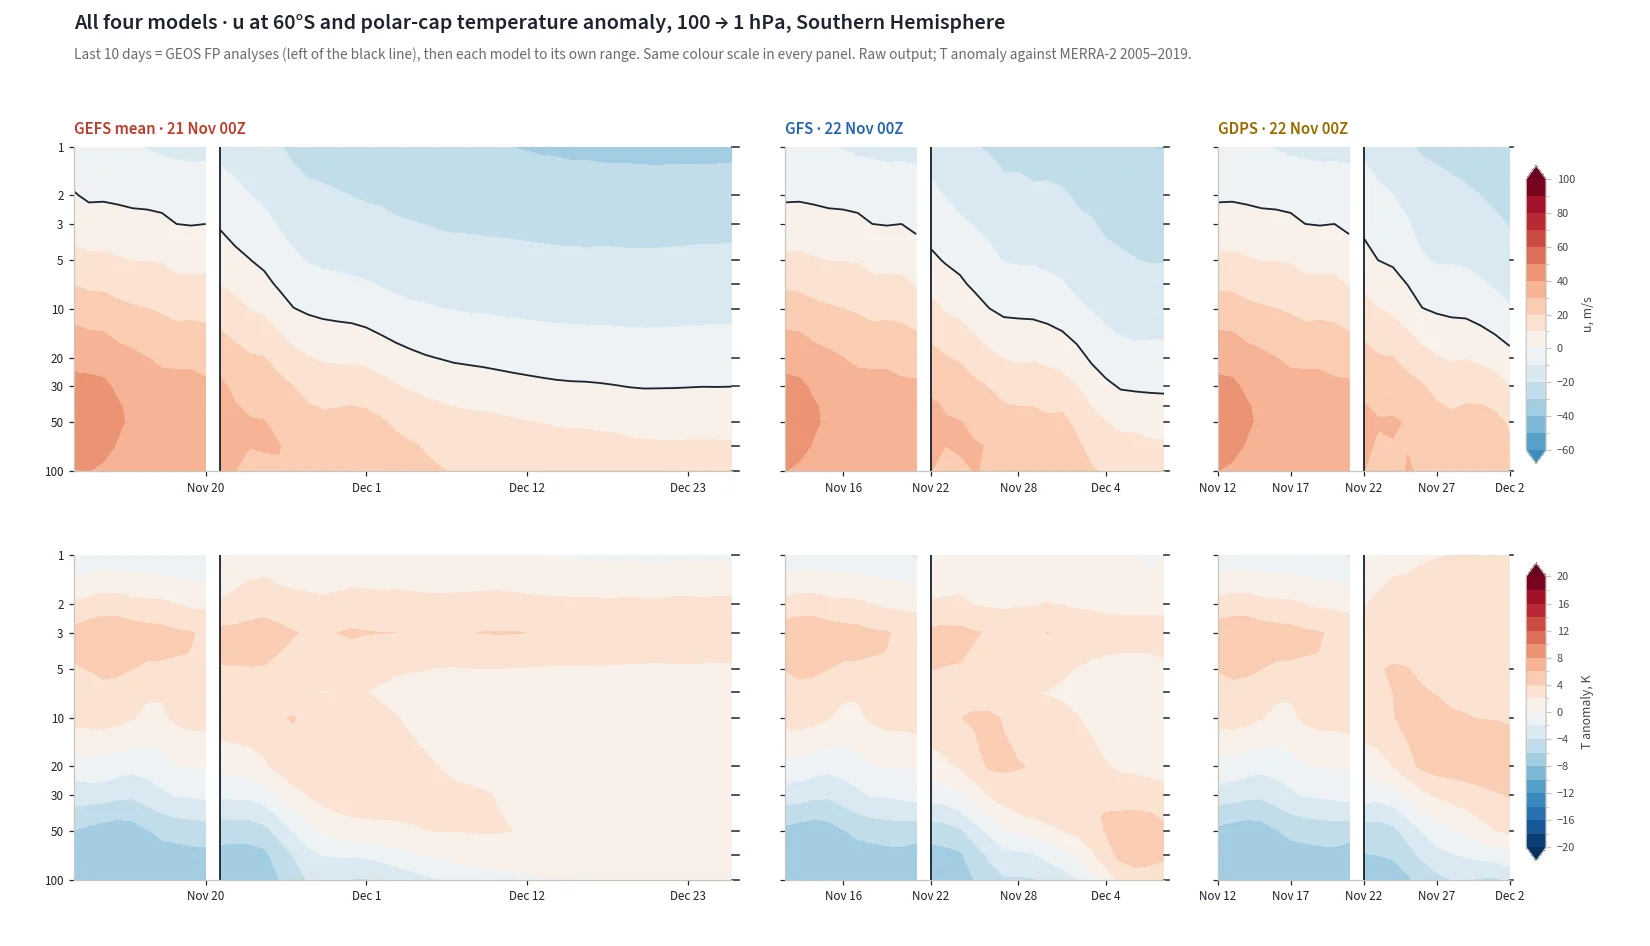 All four models · u at 60°S and polar-cap temperature anomaly, 100 → 1 hPa, Southern Hemisphere
Last 10 days = GEOS FP analyses (left of the black line), then each model to its own range. Same colour scale in every panel. Raw output; T anomaly against MERRA-2 2005–2019.
GEFS mean · 21 Nov 00Z
GFS · 22 Nov 00Z
GDPS · 22 Nov 00Z
1
2
3
5
10
20
30
50
100
Nov 20
Dec 1
Dec 12
Dec 23
Nov 16
Nov 22
Nov 28
Dec 4
Nov 12
Nov 17
Nov 22
Nov 27
Dec 2
100
80
60
40
20
0
−20
−40
−60
u, m/s
1
2
3
5
10
20
30
50
100
Nov 20
Dec 1
Dec 12
Dec 23
Nov 16
Nov 22
Nov 28
Dec 4
Nov 12
Nov 17
Nov 22
Nov 27
Dec 2
20
16
12
8
4
0
−4
−8
−12
−16
−20
T anomaly, K